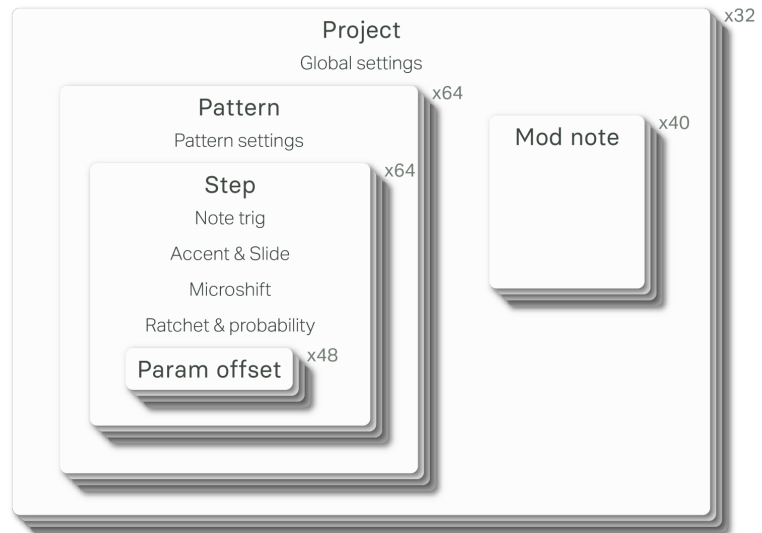 x32
Project
Global settings
x64
Pattern
Pattern settings
x40
Mod note
x64
Step
Note trig
Accent & Slide
Microshift
Ratchet & probability
x48
Param offset